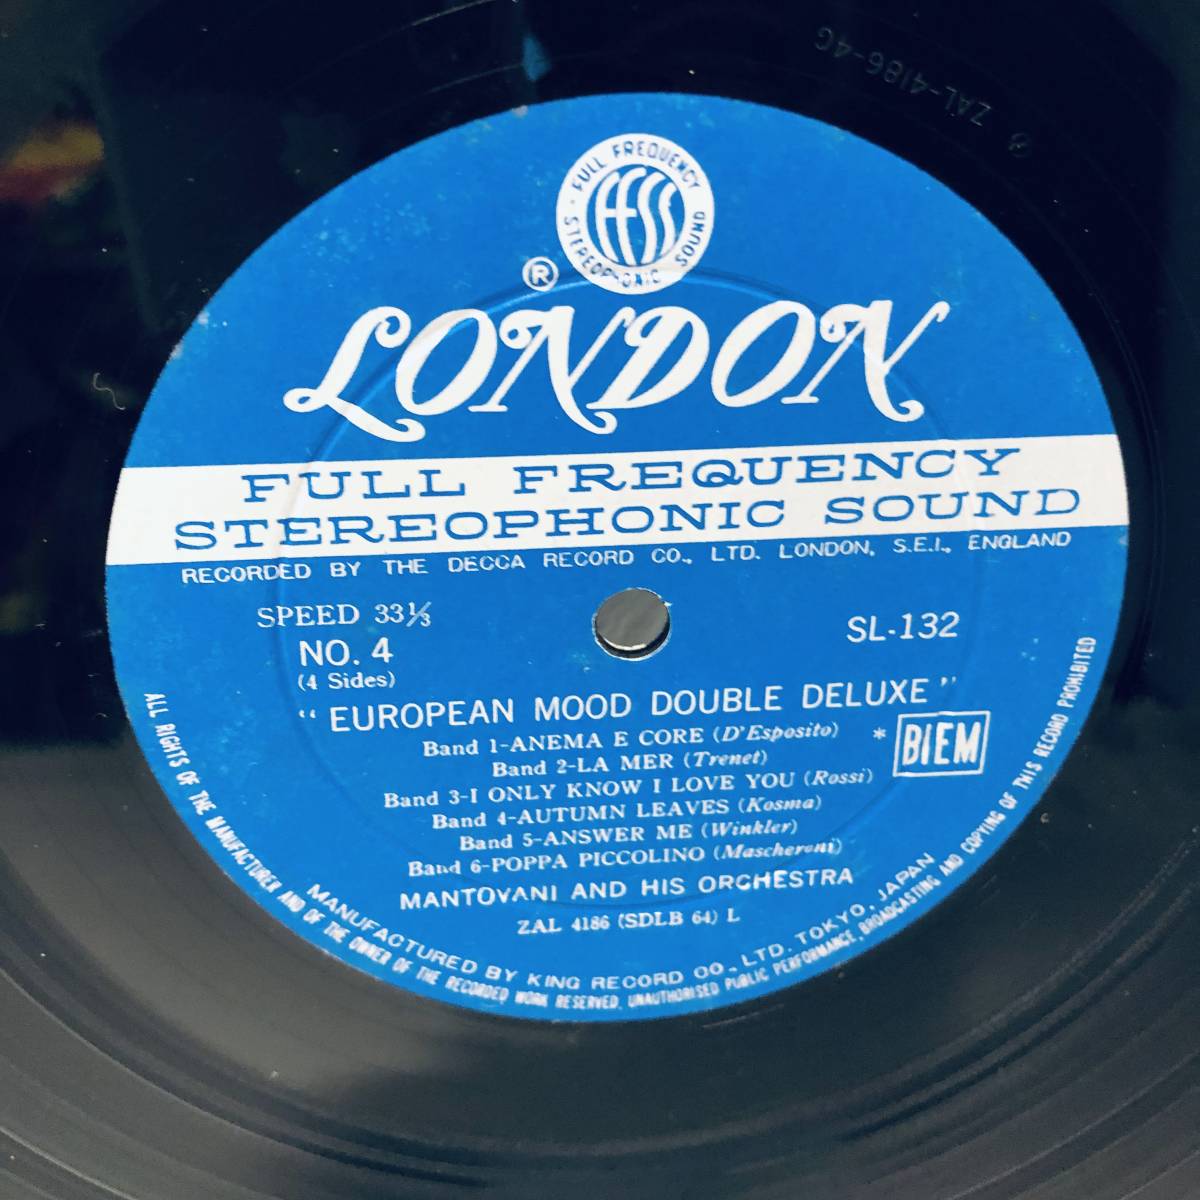 ZAL-4186-4G
FULL FREQUENCY
FFSS
STEREOPHONIC SOUND
®
LONDON
FULL FREQUENCY
STEREOPHONIC SOUND
RECORDED BY THE DECCA RECORD CO., LTD. LONDON, S.E.I., ENGLAND
SPEED 33⅓
NO. 4
(4 Sides)
SL-132
"EUROPEAN MOOD DOUBLE DELUXE"
Band 1-ANEMA E CORE (D'Esposito)
Band 2-LA MER (Trenet)
Band 3-I ONLY KNOW I LOVE YOU (Rossi)
Band 4-AUTUMN LEAVES (Kosma)
Band 5-ANSWER ME (Winkler)
Band 6-POPPA PICCOLINO (Mascheroni)
* BIEM
MANTOVANI AND HIS ORCHESTRA
ZAL 4186 (SDLB 64) L
MANUFACTURED BY KING RECORD CO., LTD. TOKYO, JAPAN
ALL RIGHTS OF THE MANUFACTURER AND OF THE OWNER OF THE RECORDED WORK RESERVED, UNAUTHORISED PUBLIC PERFORMANCE, BROADCASTING AND COPYING OF THIS RECORD PROHIBITED